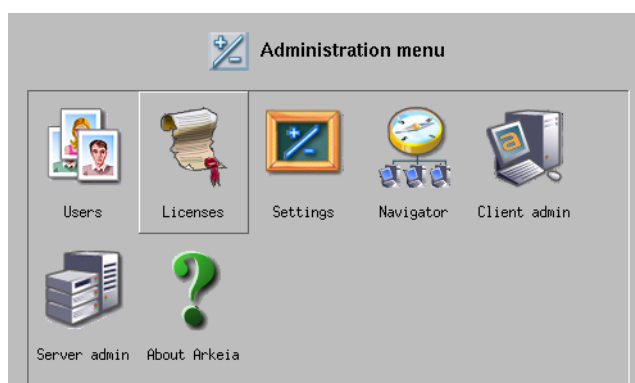 Administration menu
Users Licenses Settings Navigator Client admin
Server admin About Arkeia